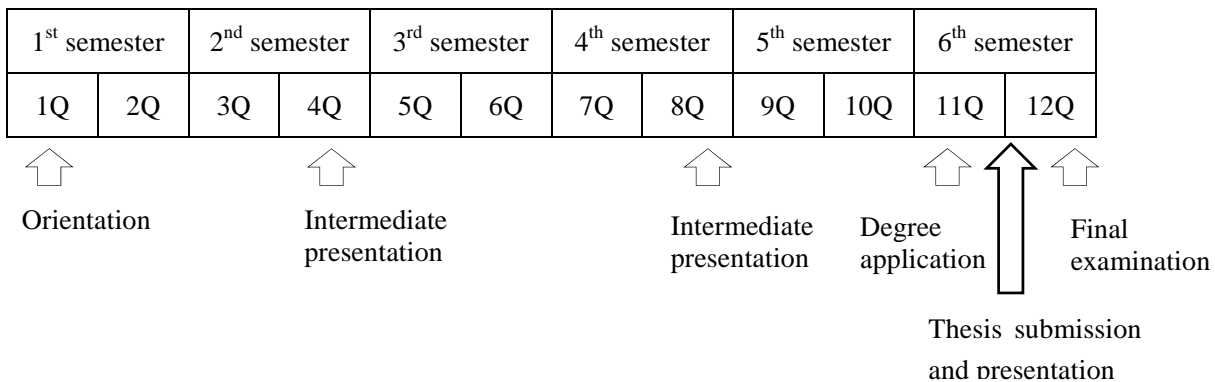 1st semester 2nd semester 3rd semester 4th semester 5th semester 6th semester
1Q 2Q 3Q 4Q 5Q 6Q 7Q 8Q 9Q 10Q 11Q 12Q
Orientation
Intermediate
presentation
Intermediate
presentation
Degree
application
Final
examination
Thesis submission
and presentation